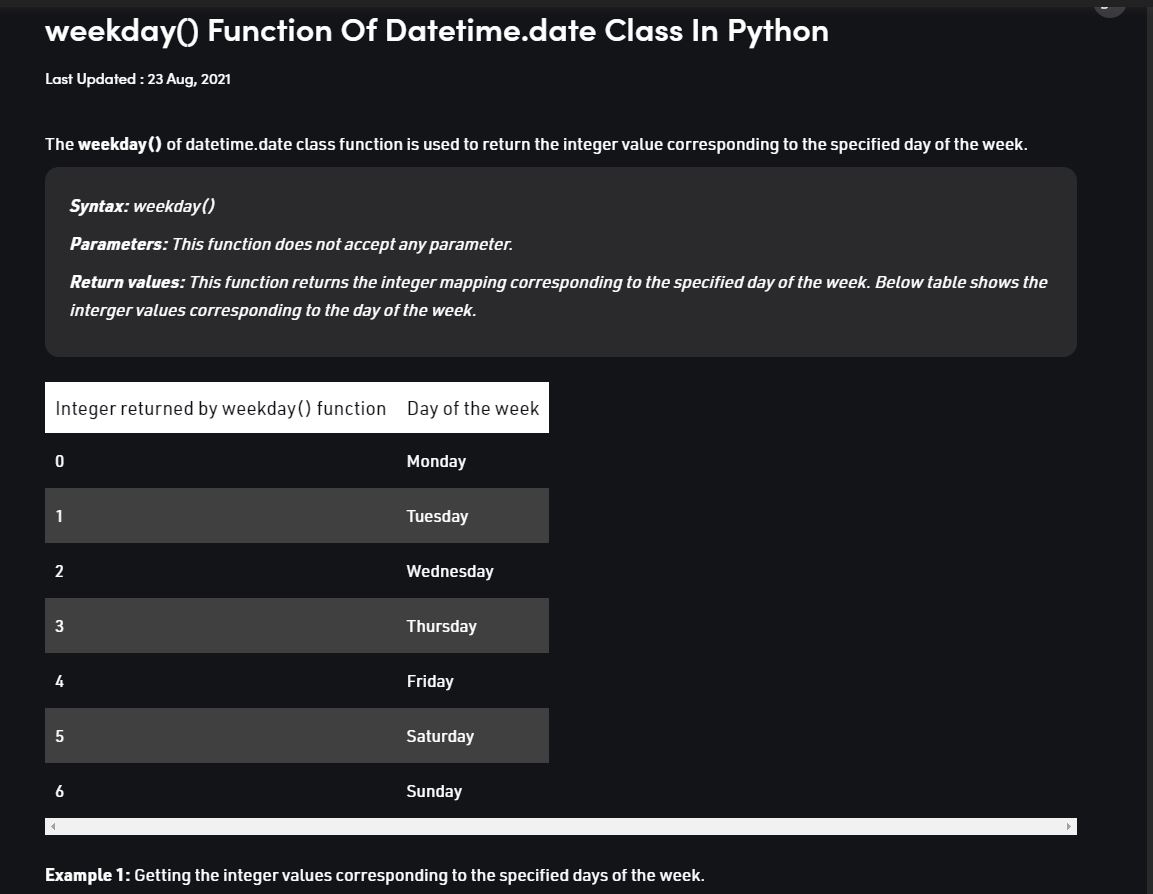 weekday() Function Of Datetime.date Class In Python
Last Updated : 23 Aug, 2021
The weekday() of datetime.date class function is used to return the integer value corresponding to the specified day of the week.
Syntax: weekday()
Parameters: This function does not accept any parameter.
Return values: This function returns the integer mapping corresponding to the specified day of the week. Below table shows the
interger values corresponding to the day of the week.
Integer returned by weekday() function Day of the week
0 Monday
1 Tuesday
2 Wednesday
3 Thursday
4 Friday
5 Saturday
6 Sunday
Example 1: Getting the integer values corresponding to the specified days of the week.